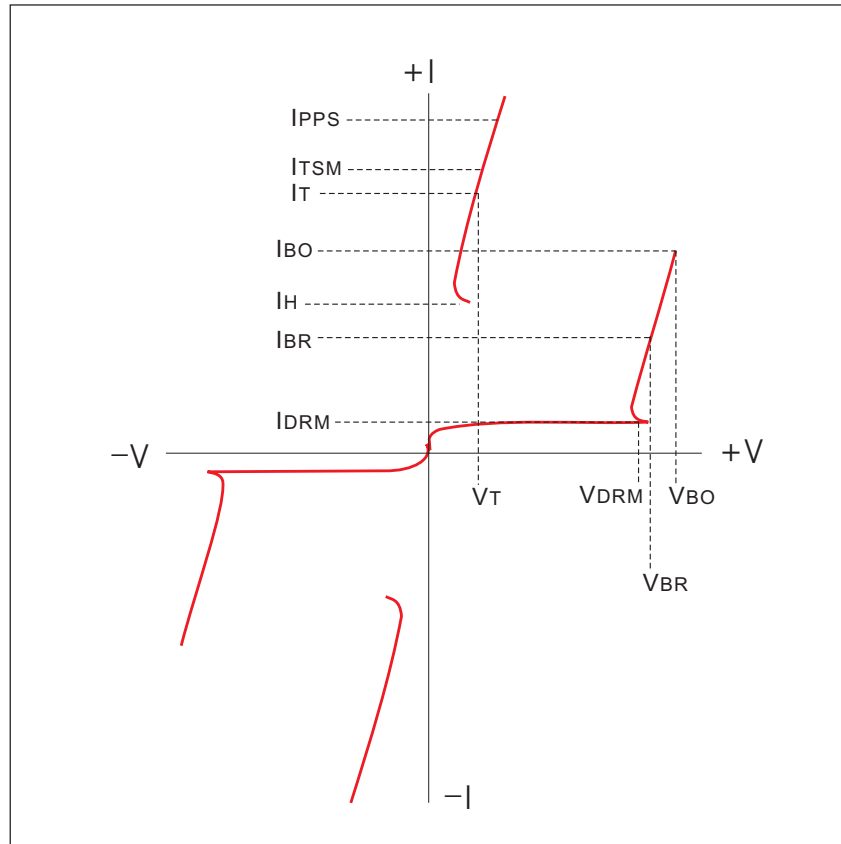 +I
IPPS
ITSM
IT
IBO
IH
IBR
IDRM
−V
+V
VT
VDRM
VBO
VBR
−I